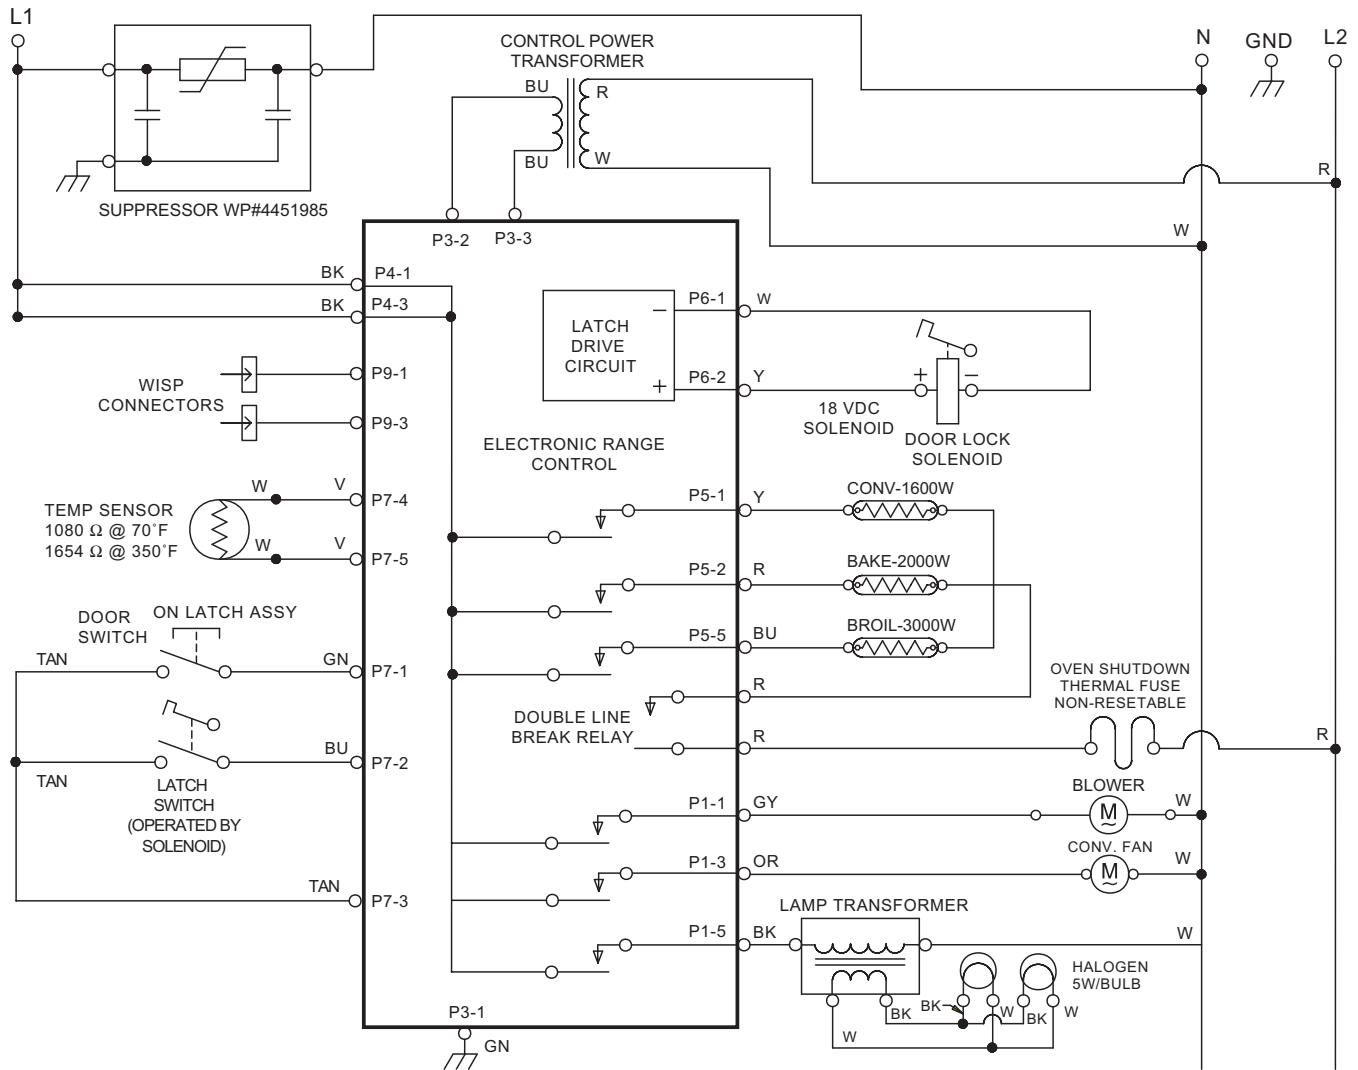 L1
CONTROL POWER
TRANSFORMER
N
GND
L2
BU
R
BU
W
R
SUPPRESSOR WP#4451985
P3-2
P3-3
W
BK
P4-1
BK
P4-3
LATCH
DRIVE
CIRCUIT
−
+
P6-1
W
P6-2
Y
+
−
18 VDC
SOLENOID
DOOR LOCK
SOLENOID
WISP
CONNECTORS
P9-1
P9-3
ELECTRONIC RANGE
CONTROL
TEMP SENSOR
1080 Ω @ 70˚F
1654 Ω @ 350˚F
W
V
P7-4
W
V
P7-5
P5-1
Y
CONV-1600W
P5-2
R
BAKE-2000W
P5-5
BU
BROIL-3000W
DOOR
SWITCH
ON LATCH ASSY
TAN
GN
P7-1
R
DOUBLE LINE
BREAK RELAY
R
OVEN SHUTDOWN
THERMAL FUSE
NON-RESETABLE
R
TAN
BU
P7-2
LATCH
SWITCH
(OPERATED BY
SOLENOID)
P1-1
GY
BLOWER
M
~
W
P1-3
OR
CONV. FAN
M
~
W
TAN
P7-3
P1-5
BK
LAMP TRANSFORMER
W
HALOGEN
5W/BULB
W
BK
BK
W
BK
W
P3-1
GN